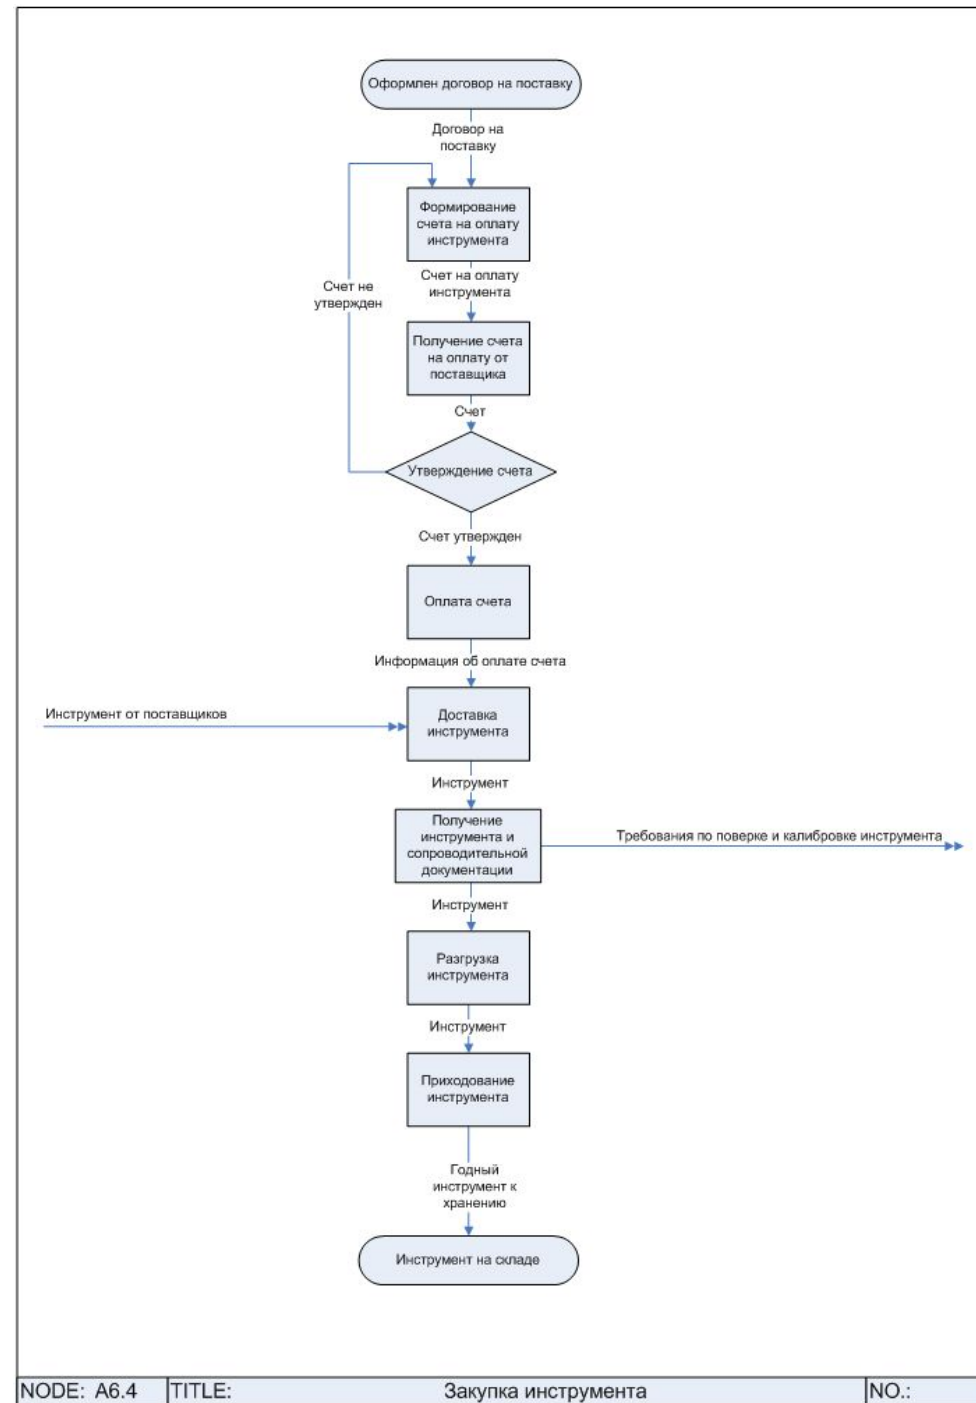 Оформлен договор на поставку
Договор на
поставку
Формирование
счета на оплату
инструмента
Счет не
утвержден
Счет на оплату
инструмента
Получение счета
на оплату от
поставщика
Счет
Утверждение счета
Счет утвержден
Оплата счета
Информация об оплате счета
Инструмент от поставщиков
Доставка
инструмента
Инструмент
Получение
инструмента и
сопроводительной
документации
Требования по поверке и калибровке инструмента
Инструмент
Разгрузка
инструмента
Инструмент
Приходование
инструмента
Годный
инструмент к
хранению
Инструмент на складе
NODE: A6.4
TITLE:
Закупка инструмента
NO.: